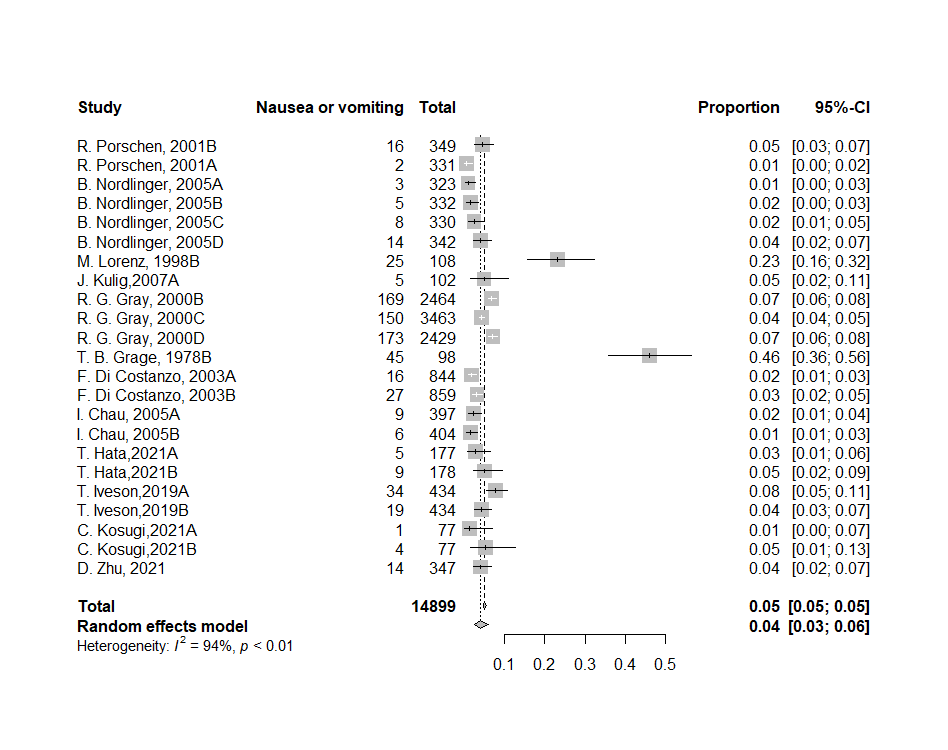 Study Nausea or vomiting Total Proportion 95%-CI
R. Porschen, 2001B 16 349 0.05 [0.03; 0.07]
R. Porschen, 2001A 2 331 0.01 [0.00; 0.02]
B. Nordlinger, 2005A 3 323 0.01 [0.00; 0.03]
B. Nordlinger, 2005B 5 332 0.02 [0.00; 0.03]
B. Nordlinger, 2005C 8 330 0.02 [0.01; 0.05]
B. Nordlinger, 2005D 14 342 0.04 [0.02; 0.07]
M. Lorenz, 1998B 25 108 0.23 [0.16; 0.32]
J. Kulig,2007A 5 102 0.05 [0.02; 0.11]
R. G. Gray, 2000B 169 2464 0.07 [0.06; 0.08]
R. G. Gray, 2000C 150 3463 0.04 [0.04; 0.05]
R. G. Gray, 2000D 173 2429 0.07 [0.06; 0.08]
T. B. Grage, 1978B 45 98 0.46 [0.36; 0.56]
F. Di Costanzo, 2003A 16 844 0.02 [0.01; 0.03]
F. Di Costanzo, 2003B 27 859 0.03 [0.02; 0.05]
I. Chau, 2005A 9 397 0.02 [0.01; 0.04]
I. Chau, 2005B 6 404 0.01 [0.01; 0.03]
T. Hata,2021A 5 177 0.03 [0.01; 0.06]
T. Hata,2021B 9 178 0.05 [0.02; 0.09]
T. Iveson,2019A 34 434 0.08 [0.05; 0.11]
T. Iveson,2019B 19 434 0.04 [0.03; 0.07]
C. Kosugi,2021A 1 77 0.01 [0.00; 0.07]
C. Kosugi,2021B 4 77 0.05 [0.01; 0.13]
D. Zhu, 2021 14 347 0.04 [0.02; 0.07]
Total 14899 0.05 [0.05; 0.05]
Random effects model 0.04 [0.03; 0.06]
Heterogeneity: I² = 94%, p < 0.01
0.1 0.2 0.3 0.4 0.5